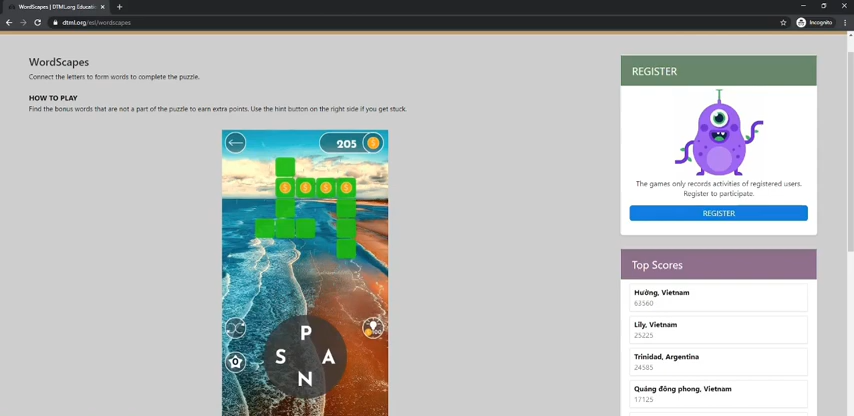 WordScapes | DTML.org Educatio
dtml.org/esl/wordscapes
Incognito
WordScapes
Connect the letters to form words to complete the puzzle.
HOW TO PLAY
Find the bonus words that are not a part of the puzzle to earn extra points. Use the hint button on the right side if you get stuck.
205
100
P
S A
N
REGISTER
The games only records activities of registered users.
Register to participate.
REGISTER
Top Scores
Hường, Vietnam
63560
Lily, Vietnam
25225
Trinidad, Argentina
24585
Quảng đông phong, Vietnam
17125